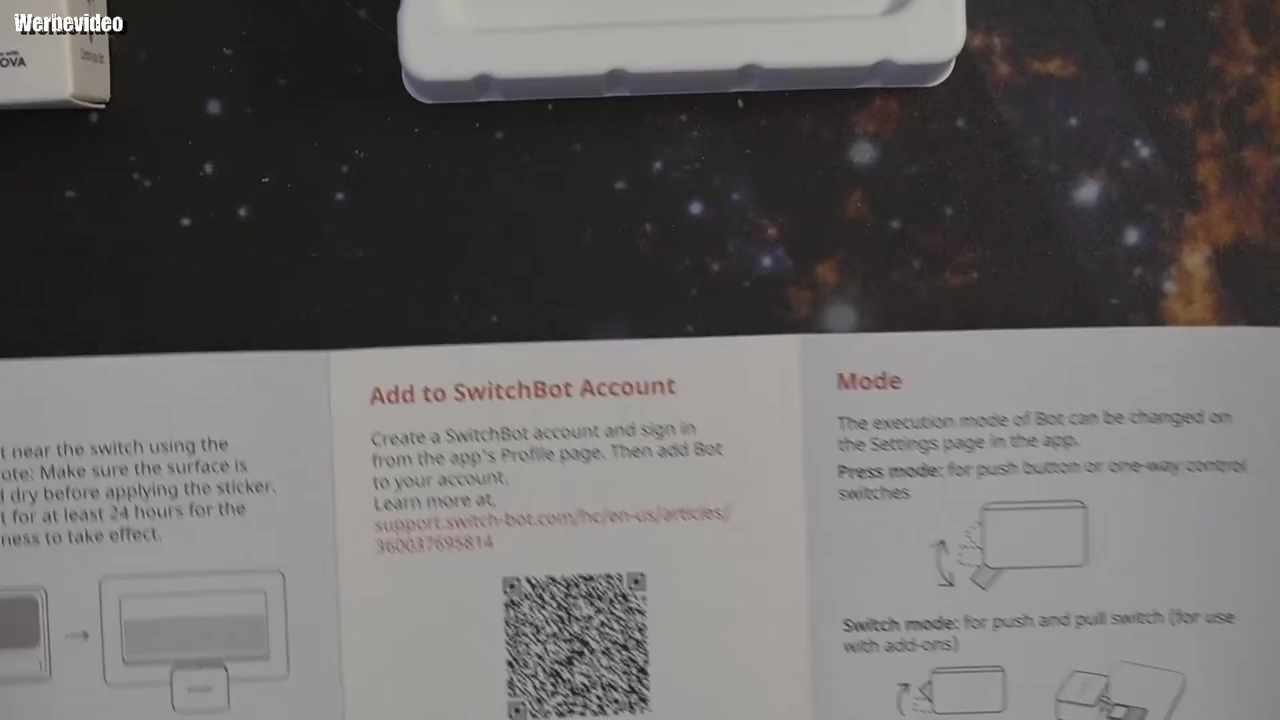 Werbevideo
OVA
t near the switch using the
ote: Make sure the surface is
d dry before applying the sticker.
t for at least 24 hours for the
ness to take effect.
Add to SwitchBot Account
Create a SwitchBot account and sign in
from the app's Profile page. Then add Bot
to your account.
Learn more at
support.switch-bot.com/hc/en-us/articles/
360037695814
Mode
The execution mode of Bot can be changed on
the Settings page in the app.
Press mode: for push button or one-way control
switches
Switch mode: for push and pull switch (for use
with add-ons)